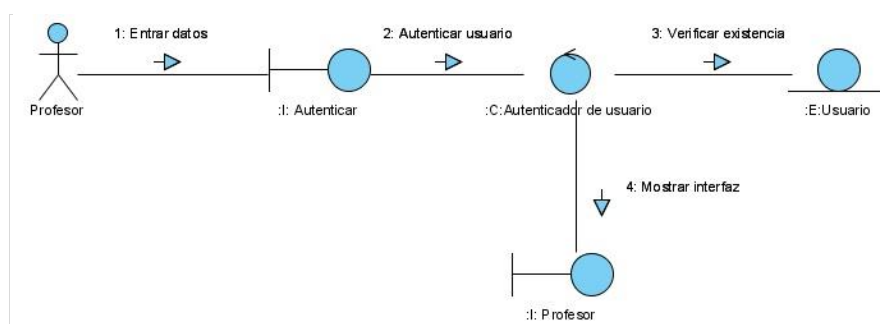 1: Entrar datos
2: Autenticar usuario
3: Verificar existencia
Profesor
:I: Autenticar
:C:Autenticador de usuario
:E:Usuario
4: Mostrar interfaz
:I: Profesor